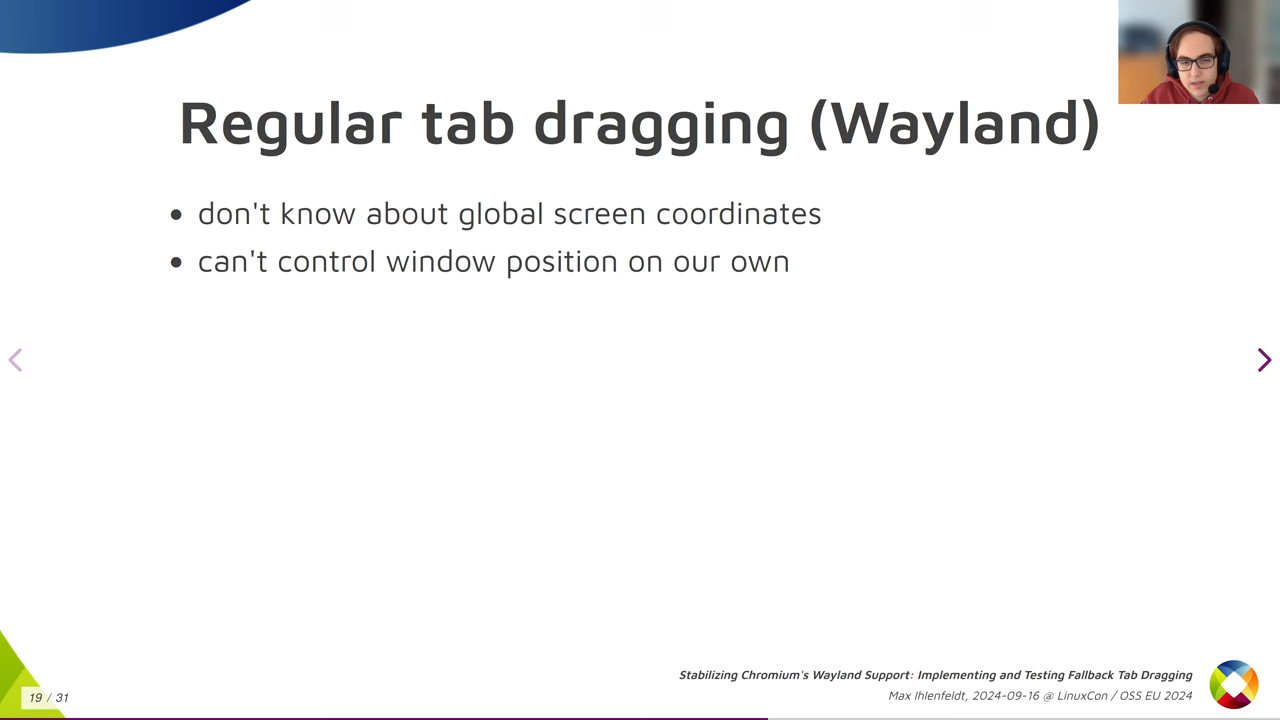 Regular tab dragging (Wayland)
• don't know about global screen coordinates
• can't control window position on our own
Stabilizing Chromium's Wayland Support: Implementing and Testing Fallback Tab Dragging
Max Ihlenfeldt, 2024-09-16 @ LinuxCon / OSS EU 2024
19 / 31